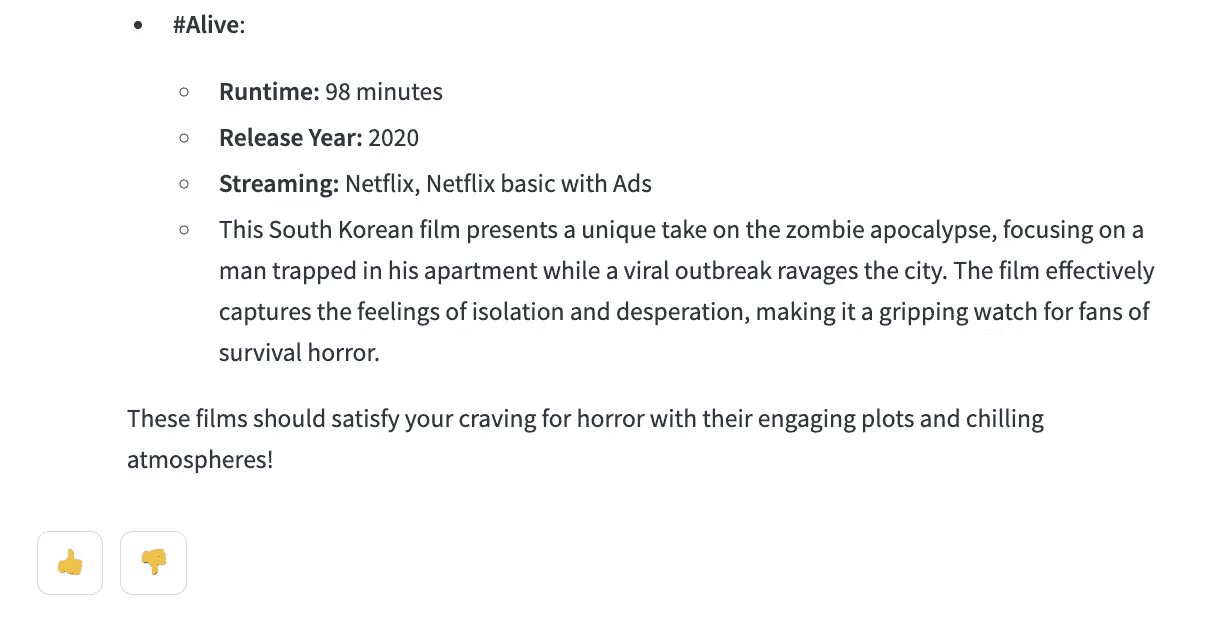 #Alive:
Runtime: 98 minutes
Release Year: 2020
Streaming: Netflix, Netflix basic with Ads
This South Korean film presents a unique take on the zombie apocalypse, focusing on a
man trapped in his apartment while a viral outbreak ravages the city. The film effectively
captures the feelings of isolation and desperation, making it a gripping watch for fans of
survival horror.
These films should satisfy your craving for horror with their engaging plots and chilling
atmospheres!